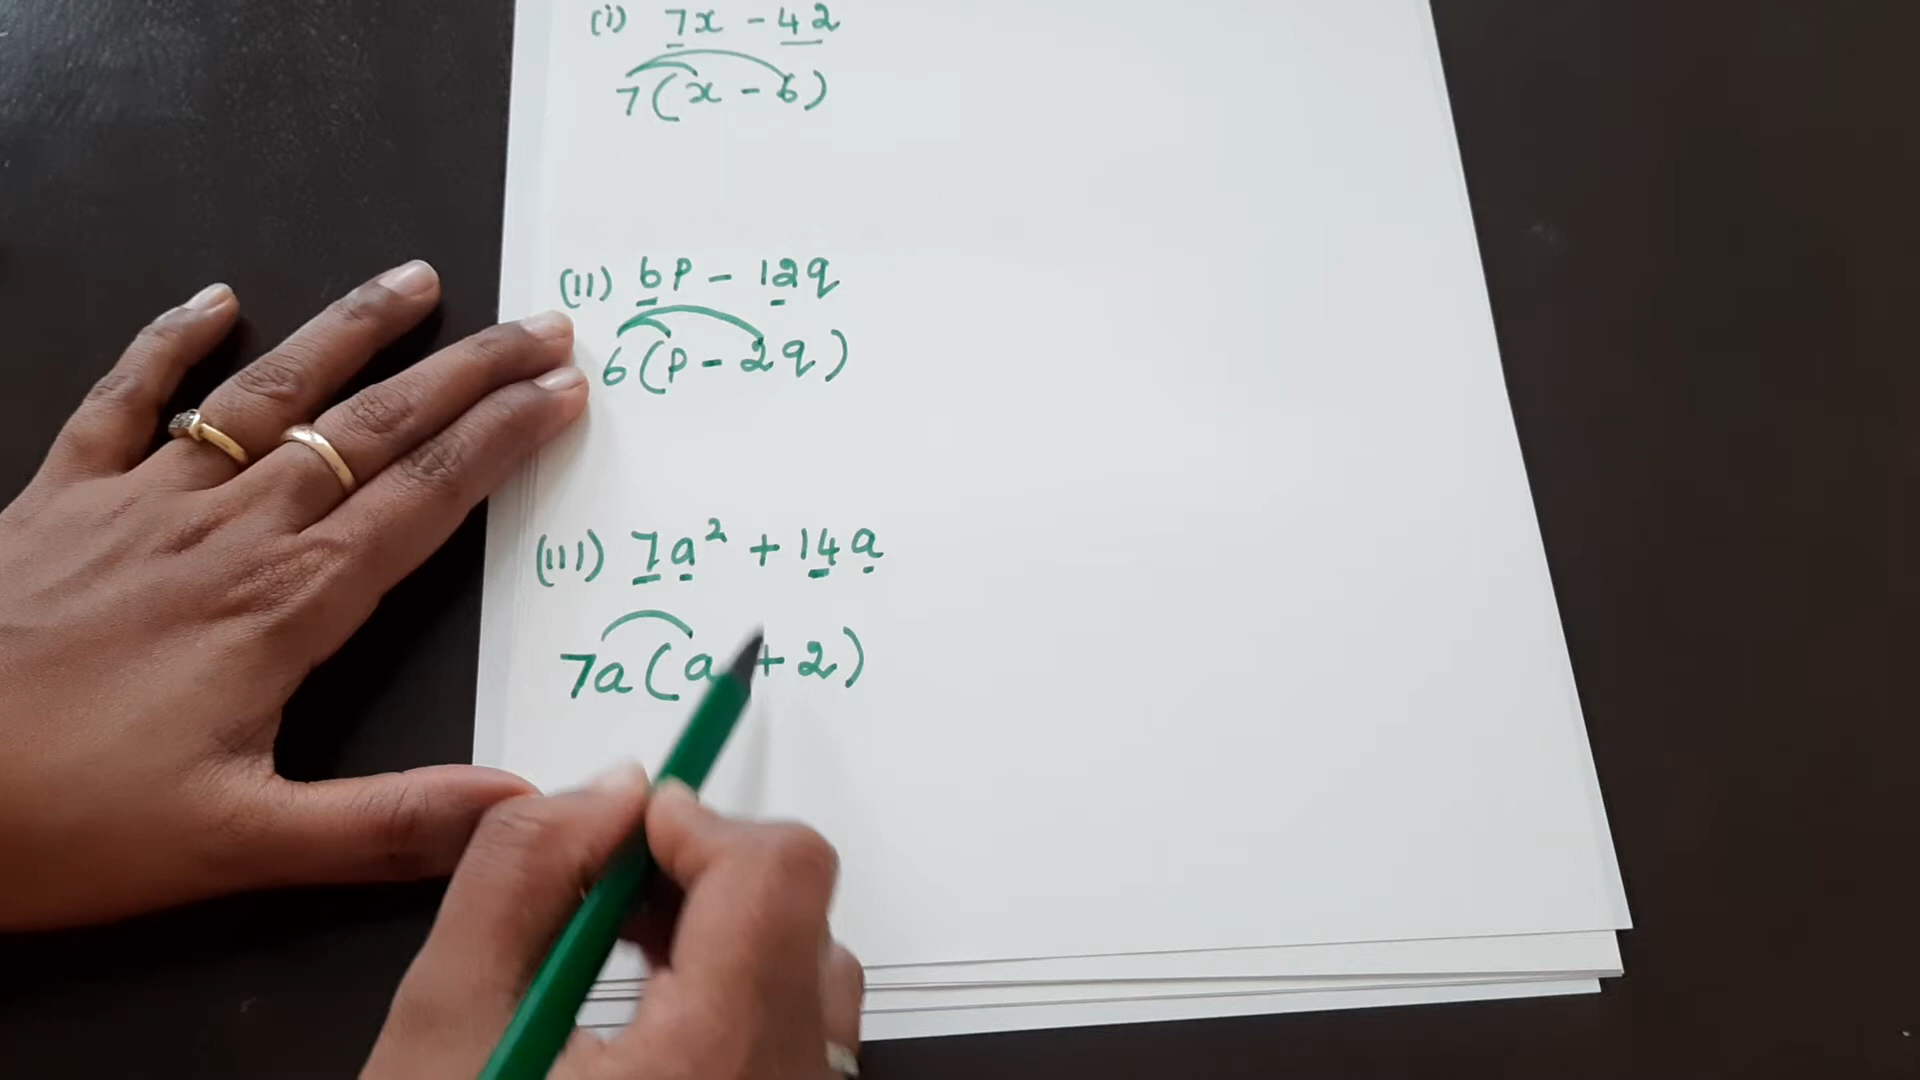 (i) 7x - 42
7(x - 6)
(ii) 6p - 12q
6(p - 2q)
(iii) 7a² + 14a
7a(a + 2)